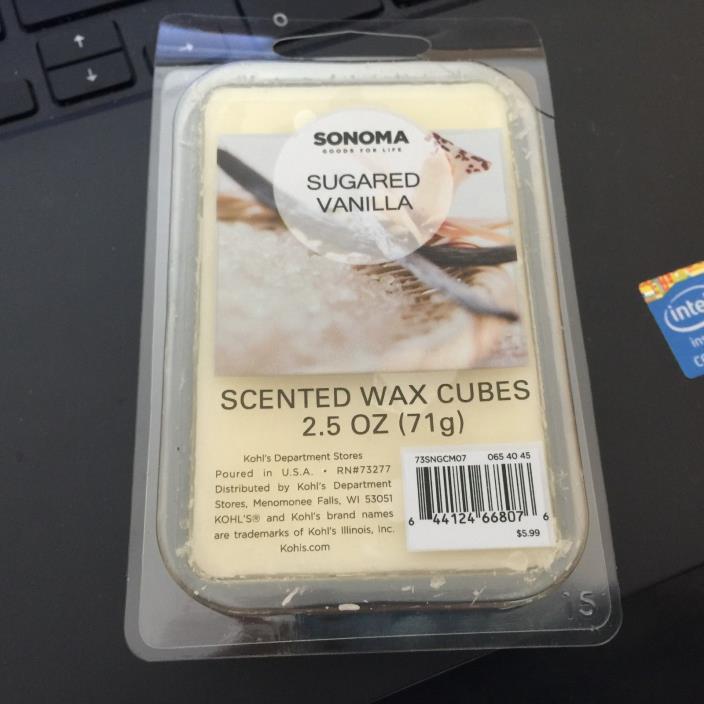 SONOMA
GOODS FOR LIFE
SUGARED
VANILLA
SCENTED WAX CUBES
2.5 OZ (71g)
Kohl's Department Stores
Poured in U.S.A. • RN#73277
Distributed by Kohl's Department
Stores, Menomonee Falls, WI 53051
KOHL'S® and Kohl's brand names
are trademarks of Kohl's Illinois, Inc.
Kohls.com
73SNGCM07 065 40 45
6 44124 66807 6
$5.99